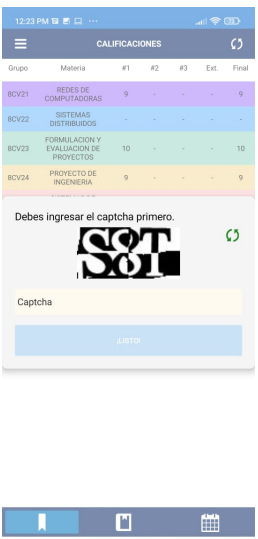 12:23 PM
CALIFICACIONES
Grupo Materia #1 #2 #3 Ext. Final
8CV21 REDES DE COMPUTADORAS 9 - - - 9
8CV22 SISTEMAS DISTRIBUIDOS - - - - -
8CV23 FORMULACION Y EVALUACION DE PROYECTOS 10 - - - 10
8CV24 PROYECTO DE INGENIERIA 9 - - - 9
Debes ingresar el captcha primero.
Captcha
¡LISTO!